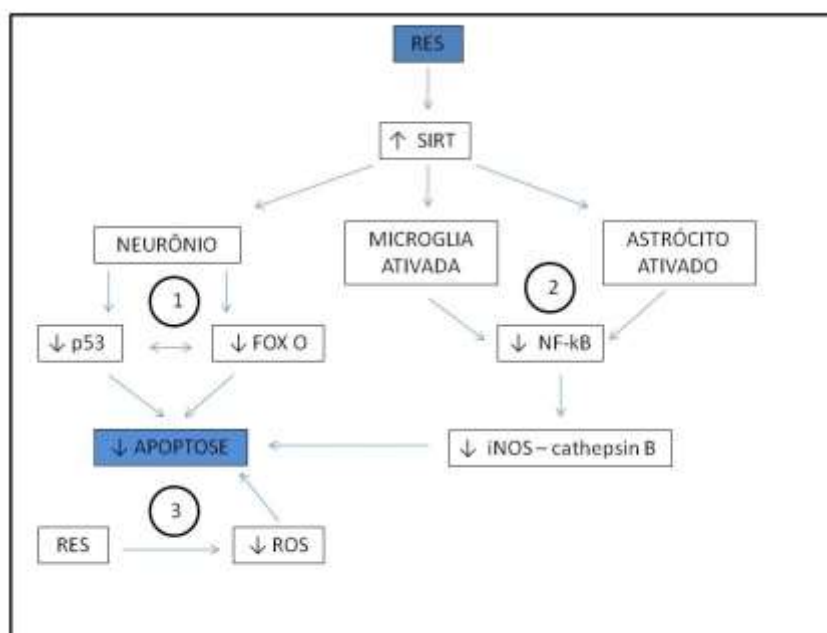 RES
↑ SIRT
NEURÔNIO
MICROGLIA
ATIVADA
ASTRÓCITO
ATIVADO
1
2
↓ p53
↓ FOX O
↓ NF-kB
↓ APOPTOSE
↓ iNOS – cathepsin B
3
RES
↓ ROS